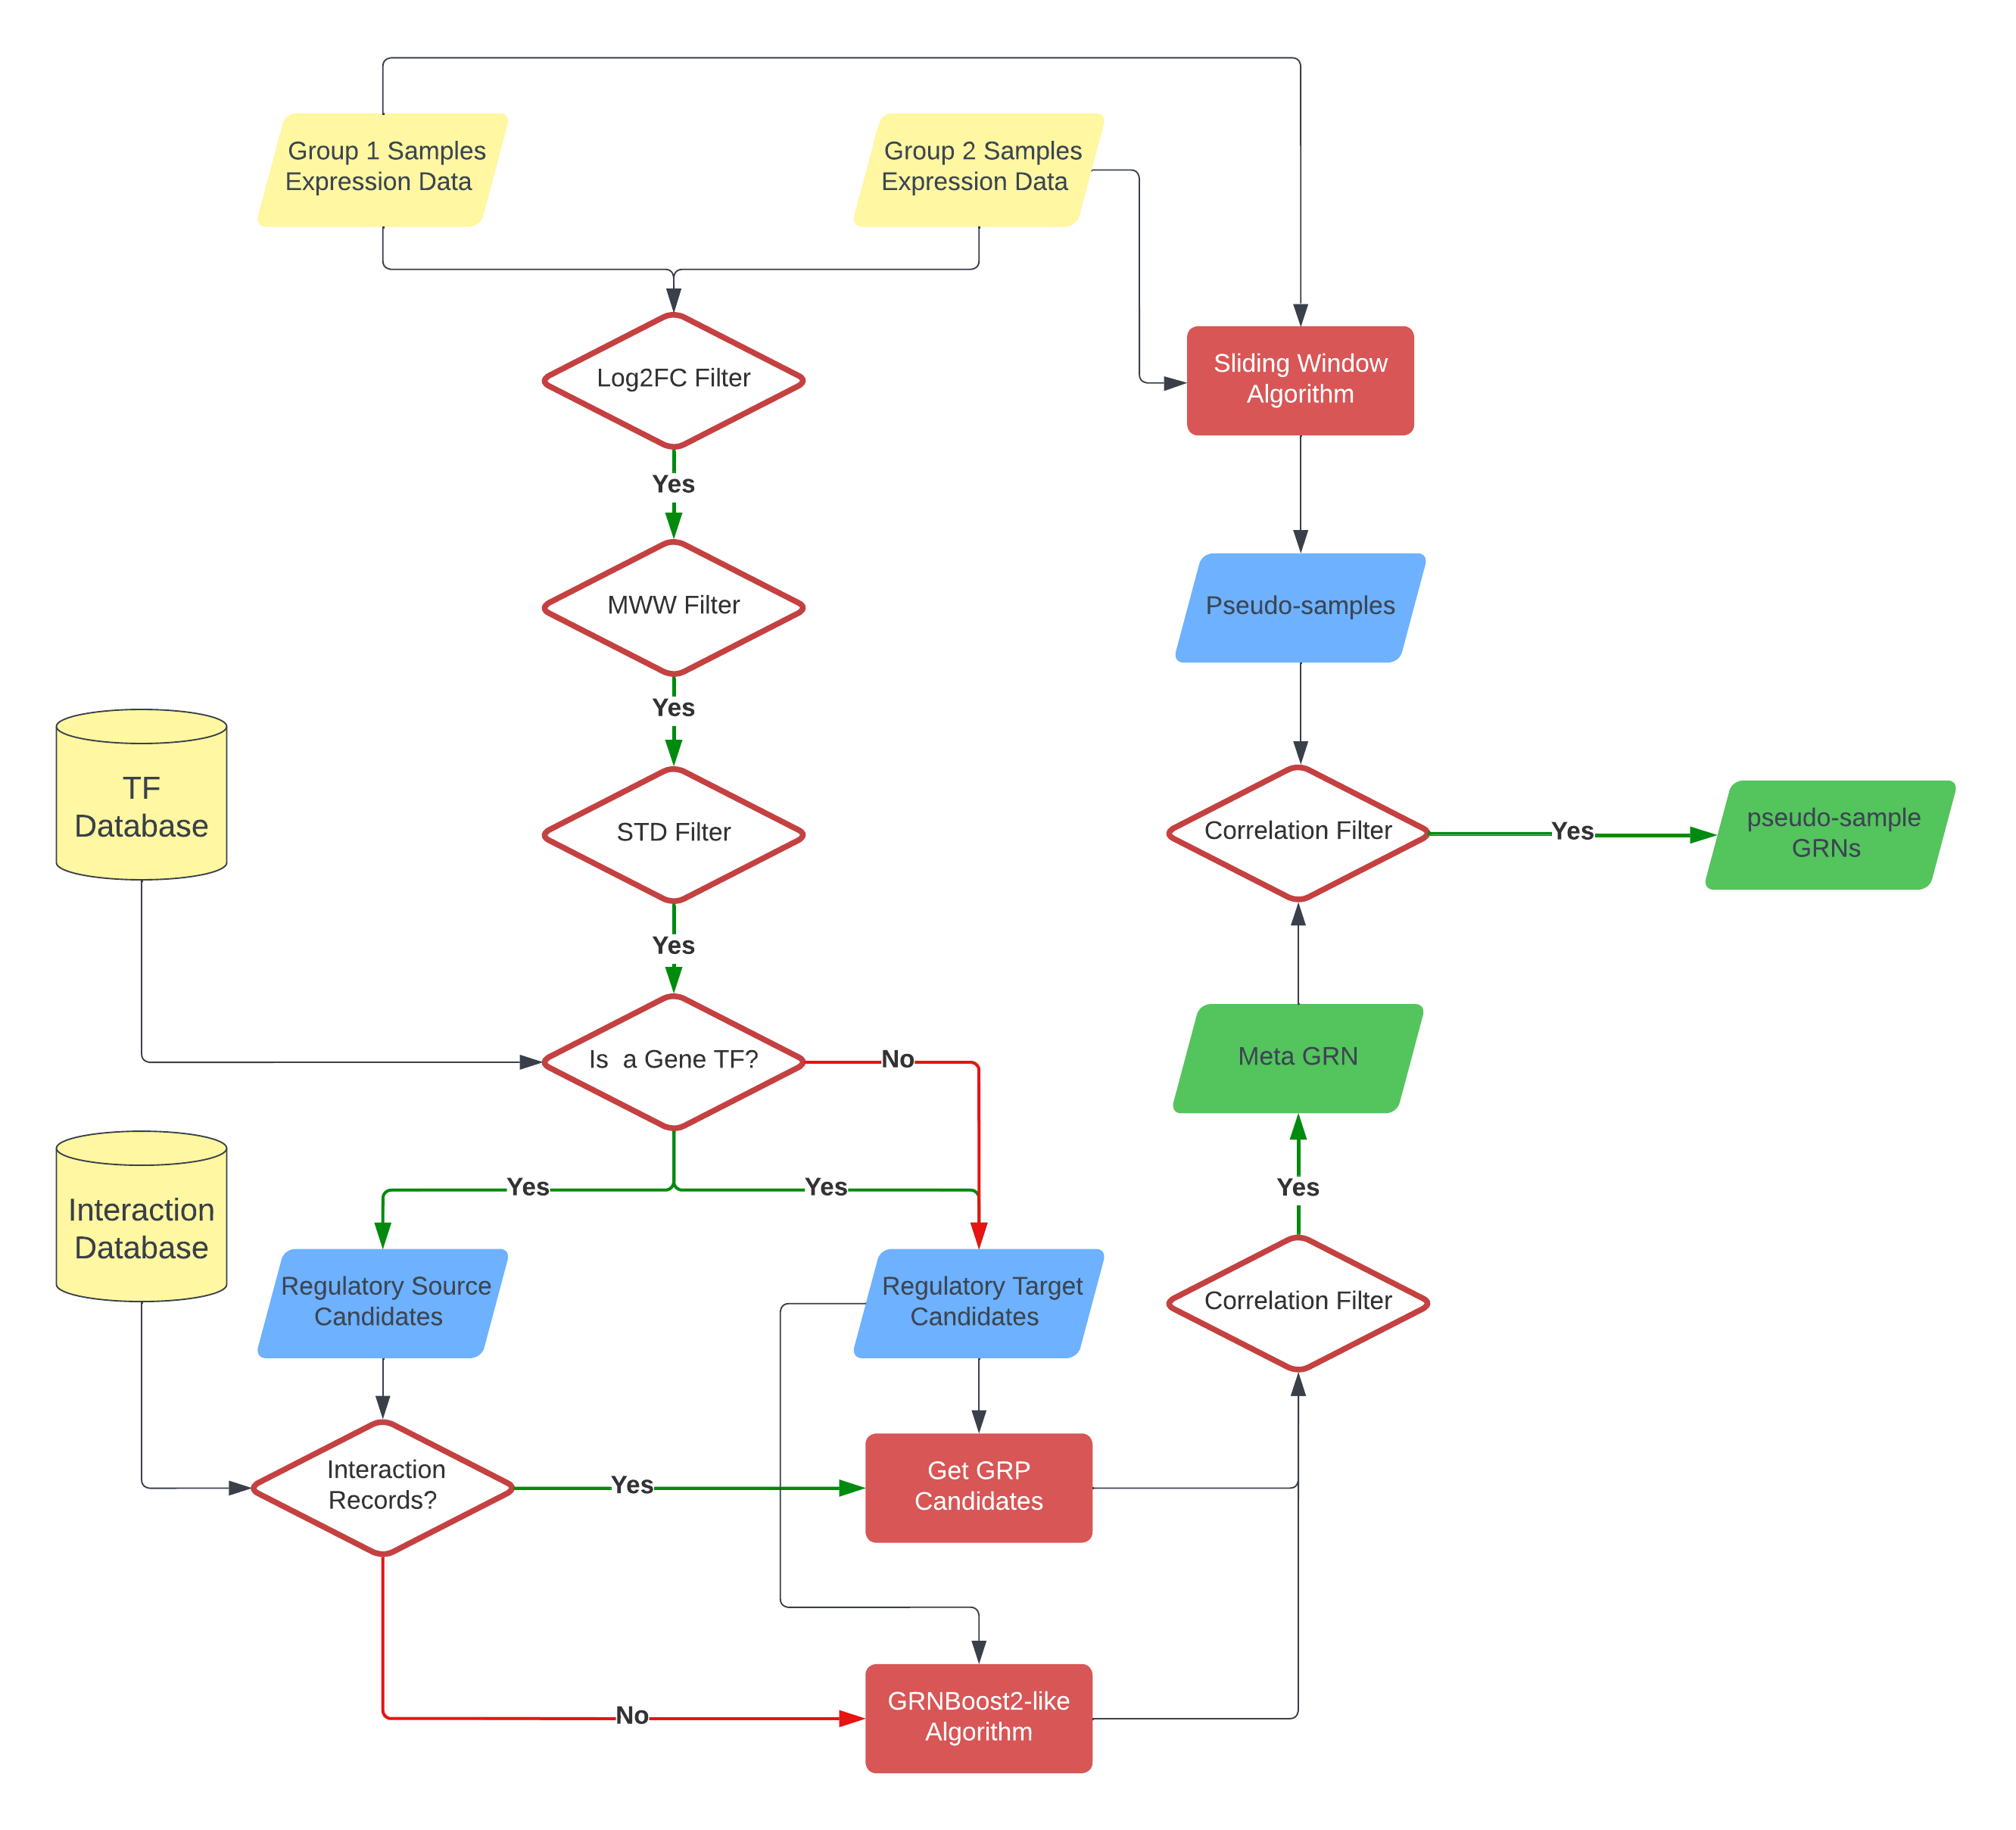 Group 1 Samples
Expression Data
Group 2 Samples
Expression Data
Log2FC Filter
Sliding Window
Algorithm
Yes
MWW Filter
Pseudo-samples
Yes
TF
Database
STD Filter
Correlation Filter
Yes
pseudo-sample
GRNs
Yes
Is  a Gene TF?
No
Meta GRN
Yes
Yes
Yes
Interaction
Database
Regulatory Source
Candidates
Regulatory Target
Candidates
Correlation Filter
Interaction
Records?
Yes
Get GRP
Candidates
No
GRNBoost2-like
Algorithm